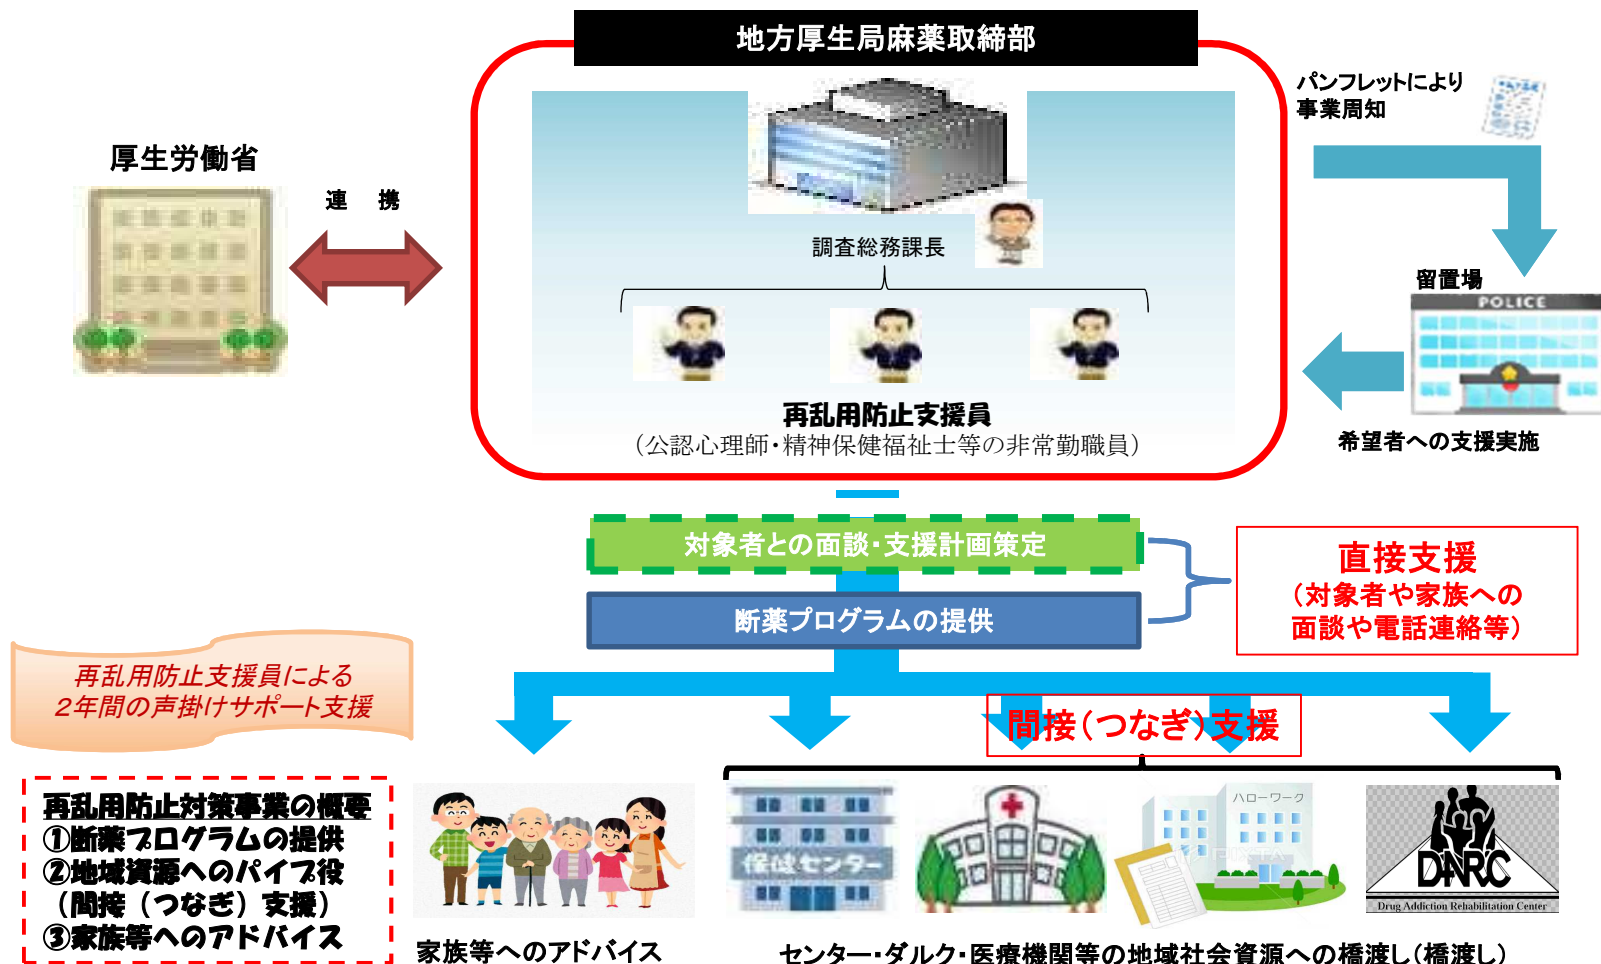 地方厚生局麻薬取締部
パンフレットにより
事業周知
厚生労働省
連 携
調査総務課長
留置場
POLICE
再乱用防止支援員
（公認心理師・精神保健福祉士等の非常勤職員）
希望者への支援実施
対象者との面談・支援計画策定
断薬プログラムの提供
直接支援
（対象者や家族への
面談や電話連絡等）
再乱用防止支援員による
２年間の声掛けサポート支援
間接（つなぎ）支援
再乱用防止対策事業の概要
①断薬プログラムの提供
②地域資源へのパイプ役
（間接（つなぎ）支援）
③家族等へのアドバイス
保健センター
ハローワーク
DARC
Drug Addiction Rehabilitation Center
家族等へのアドバイス
センター・ダルク・医療機関等の地域社会資源への橋渡し（橋渡し）